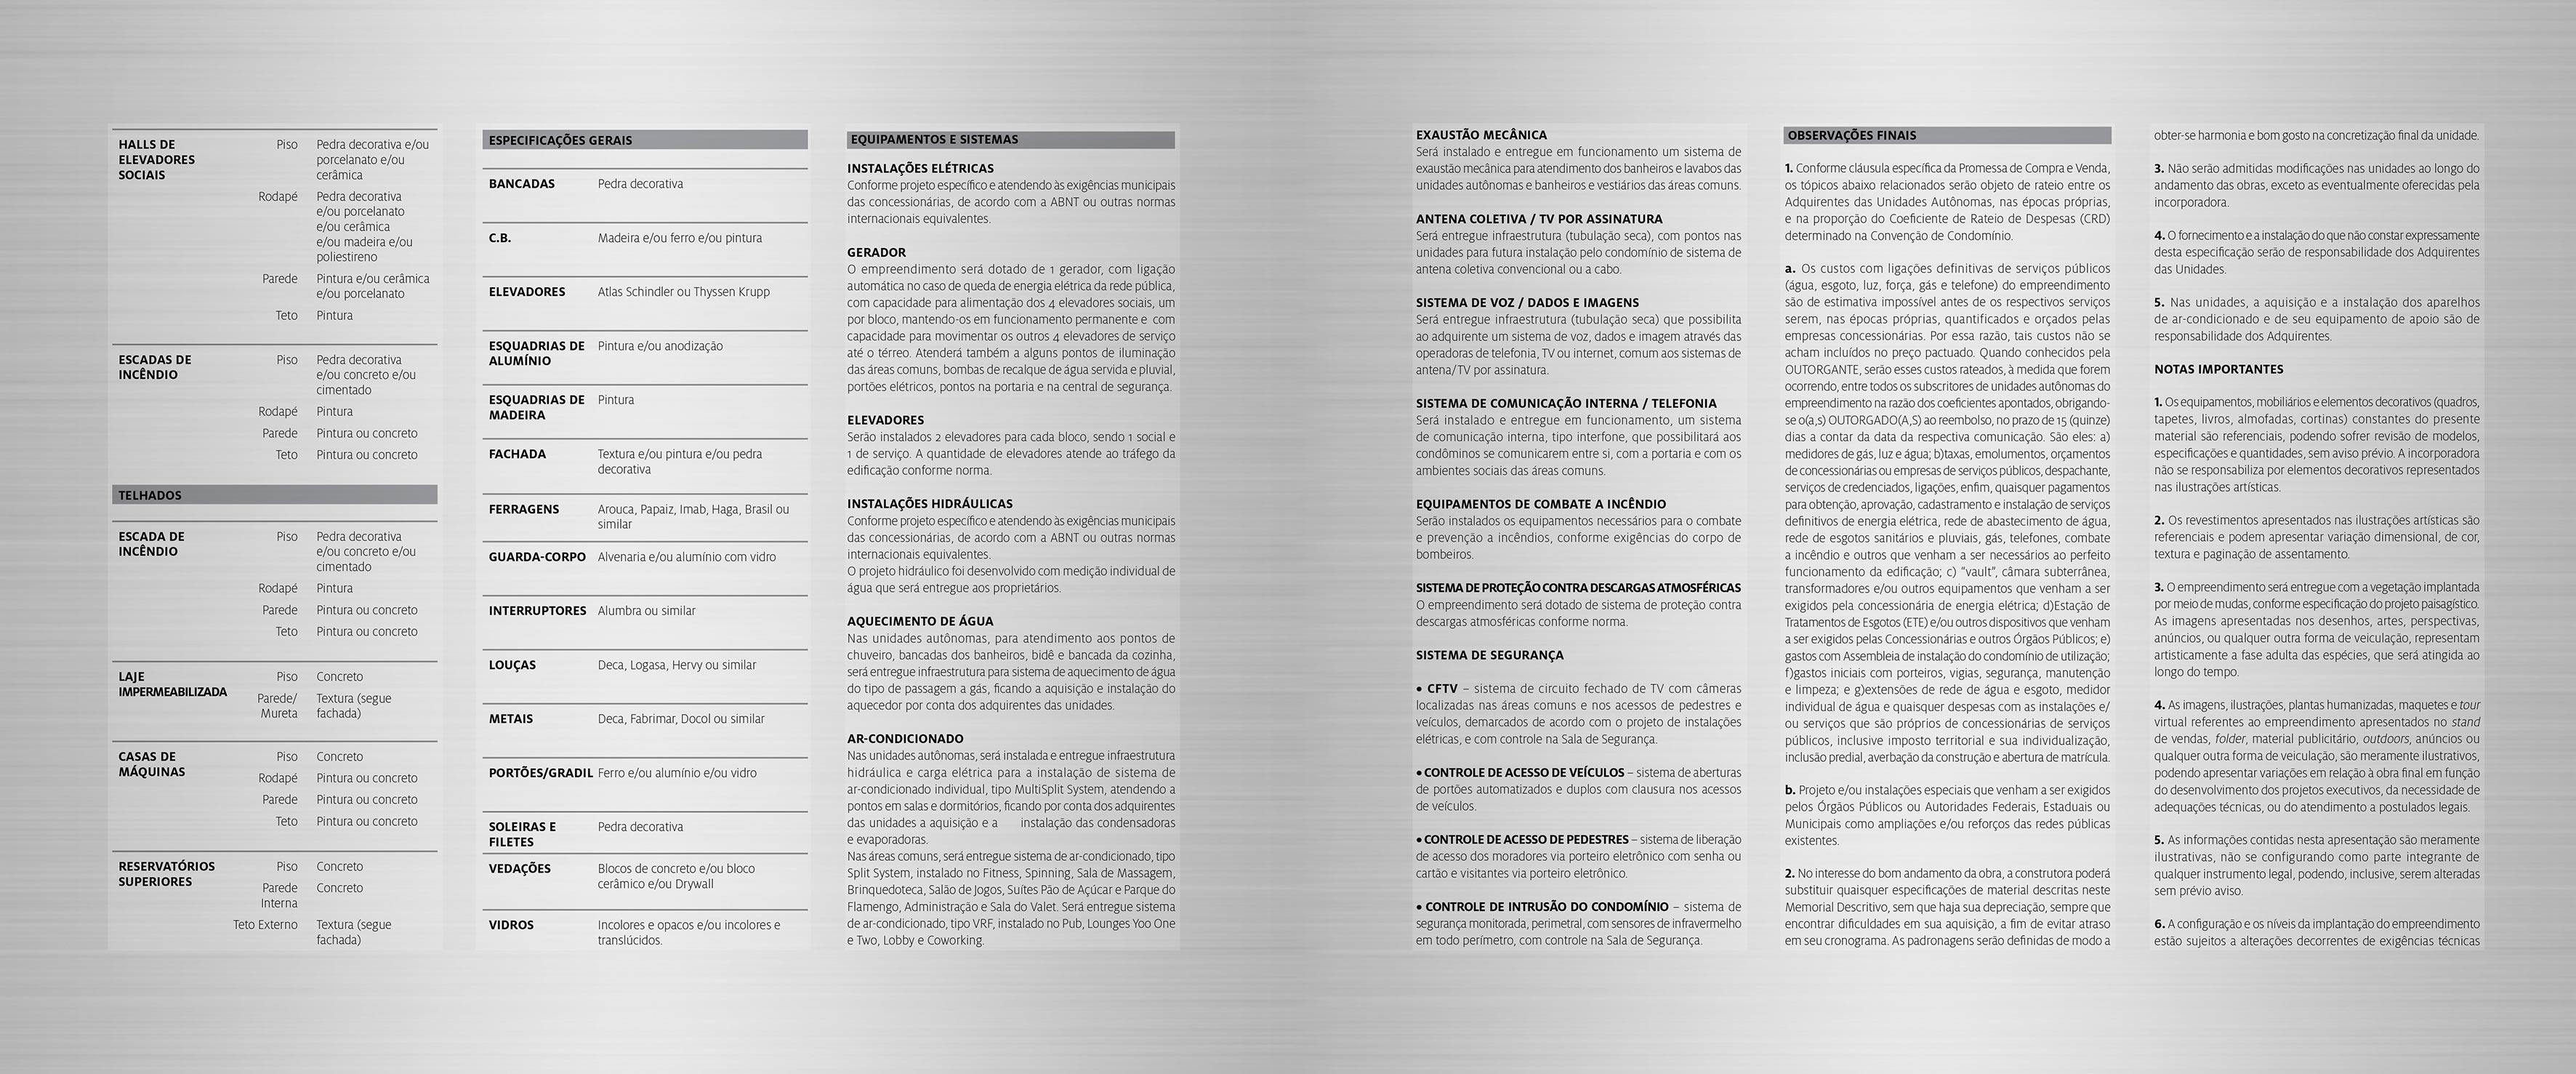 HALLS DE Piso Pedra decorativa e/ou
ELEVADORES porcelanato e/ou
SOCIAIS cerâmica
Rodapé Pedra decorativa
e/ou porcelanato
e/ou cerâmica
e/ou madeira e/ou
poliestireno
Parede Pintura e/ou cerâmica
e/ou porcelanato
Teto Pintura
ESCADAS DE Piso Pedra decorativa
INCÊNDIO e/ou concreto e/ou
cimentado
Rodapé Pintura
Parede Pintura ou concreto
Teto Pintura ou concreto
TELHADOS
ESCADA DE Piso Pedra decorativa
INCÊNDIO e/ou concreto e/ou
cimentado
Rodapé Pintura
Parede Pintura ou concreto
Teto Pintura ou concreto
LAJE Piso Concreto
IMPERMEABILIZADA Parede/ Textura (segue
Mureta fachada)
CASAS DE Piso Concreto
MÁQUINAS Rodapé Pintura ou concreto
Parede Pintura ou concreto
Teto Pintura ou concreto
RESERVATÓRIOS Piso Concreto
SUPERIORES Parede Concreto
Interna
Teto Externo Textura (segue
fachada)
ESPECIFICAÇÕES GERAIS
BANCADAS Pedra decorativa
C.B. Madeira e/ou ferro e/ou pintura
ELEVADORES Atlas Schindler ou Thyssen Krupp
ESQUADRIAS DE Pintura e/ou anodização
ALUMÍNIO
ESQUADRIAS DE Pintura
MADEIRA
FACHADA Textura e/ou pintura e/ou pedra
decorativa
FERRAGENS Arouca, Papaiz, Imab, Haga, Brasil ou
similar
GUARDA-CORPO Alvenaria e/ou alumínio com vidro
INTERRUPTORES Alumbra ou similar
LOUÇAS Deca, Logasa, Hervy ou similar
METAIS Deca, Fabrimar, Docol ou similar
PORTÕES/GRADIL Ferro e/ou alumínio e/ou vidro
SOLEIRAS E Pedra decorativa
FILETES
VEDAÇÕES Blocos de concreto e/ou bloco
cerâmico e/ou Drywall
VIDROS Incolores e opacos e/ou incolores e
translúcidos.
EQUIPAMENTOS E SISTEMAS
INSTALAÇÕES ELÉTRICAS
Conforme projeto específico e atendendo às exigências municipais
das concessionárias, de acordo com a ABNT ou outras normas
internacionais equivalentes.
GERADOR
O empreendimento será dotado de 1 gerador, com ligação
automática no caso de queda de energia elétrica da rede pública,
com capacidade para alimentação dos 4 elevadores sociais, um
por bloco, mantendo-os em funcionamento permanente e com
capacidade para movimentar os outros 4 elevadores de serviço
até o térreo. Atenderá também a alguns pontos de iluminação
das áreas comuns, bombas de recalque de água servida e pluvial,
portões elétricos, pontos na portaria e na central de segurança.
ELEVADORES
Serão instalados 2 elevadores para cada bloco, sendo 1 social e
1 de serviço. A quantidade de elevadores atende ao tráfego da
edificação conforme norma.
INSTALAÇÕES HIDRÁULICAS
Conforme projeto específico e atendendo às exigências municipais
das concessionárias, de acordo com a ABNT ou outras normas
internacionais equivalentes.
O projeto hidráulico foi desenvolvido com medição individual de
água que será entregue aos proprietários.
AQUECIMENTO DE ÁGUA
Nas unidades autônomas, para atendimento aos pontos de
chuveiro, bancadas dos banheiros, bidê e bancada da cozinha,
será entregue infraestrutura para sistema de aquecimento de água
do tipo de passagem a gás, ficando a aquisição e instalação do
aquecedor por conta dos adquirentes das unidades.
AR-CONDICIONADO
Nas unidades autônomas, será instalada e entregue infraestrutura
hidráulica e carga elétrica para a instalação de sistema de
ar-condicionado individual, tipo MultiSplit System, atendendo a
pontos em salas e dormitórios, ficando por conta dos adquirentes
das unidades a aquisição e a instalação das condensadoras
e evaporadoras.
Nas áreas comuns, será entregue sistema de ar-condicionado, tipo
Split System, instalado no Fitness, Spinning, Sala de Massagem,
Brinquedoteca, Salão de Jogos, Suítes Pão de Açúcar e Parque do
Flamengo, Administração e Sala do Valet. Será entregue sistema
de ar-condicionado, tipo VRF, instalado no Pub, Lounges Yoo One
e Two, Lobby e Coworking.
EXAUSTÃO MECÂNICA
Será instalado e entregue em funcionamento um sistema de
exaustão mecânica para atendimento dos banheiros e lavabos das
unidades autônomas e banheiros e vestiários das áreas comuns.
ANTENA COLETIVA / TV POR ASSINATURA
Será entregue infraestrutura (tubulação seca), com pontos nas
unidades para futura instalação pelo condomínio de sistema de
antena coletiva convencional ou a cabo.
SISTEMA DE VOZ / DADOS E IMAGENS
Será entregue infraestrutura (tubulação seca) que possibilita
ao adquirente um sistema de voz, dados e imagem através das
operadoras de telefonia, TV ou internet, comum aos sistemas de
antena/TV por assinatura.
SISTEMA DE COMUNICAÇÃO INTERNA / TELEFONIA
Será instalado e entregue em funcionamento, um sistema
de comunicação interna, tipo interfone, que possibilitará aos
condôminos se comunicarem entre si, com a portaria e com os
ambientes sociais das áreas comuns.
EQUIPAMENTOS DE COMBATE A INCÊNDIO
Serão instalados os equipamentos necessários para o combate
e prevenção a incêndios, conforme exigências do corpo de
bombeiros.
SISTEMA DE PROTEÇÃO CONTRA DESCARGAS ATMOSFÉRICAS
O empreendimento será dotado de sistema de proteção contra
descargas atmosféricas conforme norma.
SISTEMA DE SEGURANÇA
• CFTV – sistema de circuito fechado de TV com câmeras
localizadas nas áreas comuns e nos acessos de pedestres e
veículos, demarcados de acordo com o projeto de instalações
elétricas, e com controle na Sala de Segurança.
• CONTROLE DE ACESSO DE VEÍCULOS – sistema de aberturas
de portões automatizados e duplos com clausura nos acessos
de veículos.
• CONTROLE DE ACESSO DE PEDESTRES – sistema de liberação
de acesso dos moradores via porteiro eletrônico com senha ou
cartão e visitantes via porteiro eletrônico.
• CONTROLE DE INTRUSÃO DO CONDOMÍNIO – sistema de
segurança monitorada, perimetral, com sensores de infravermelho
em todo perímetro, com controle na Sala de Segurança.
OBSERVAÇÕES FINAIS
1. Conforme cláusula específica da Promessa de Compra e Venda,
os tópicos abaixo relacionados serão objeto de rateio entre os
Adquirentes das Unidades Autônomas, nas épocas próprias,
e na proporção do Coeficiente de Rateio de Despesas (CRD)
determinado na Convenção de Condomínio.
a. Os custos com ligações definitivas de serviços públicos
(água, esgoto, luz, força, gás e telefone) do empreendimento
são de estimativa impossível antes de os respectivos serviços
serem, nas épocas próprias, quantificados e orçados pelas
empresas concessionárias. Por essa razão, tais custos não se
acham incluídos no preço pactuado. Quando conhecidos pela
OUTORGANTE, serão esses custos rateados, à medida que forem
ocorrendo, entre todos os subscritores de unidades autônomas do
empreendimento na razão dos coeficientes apontados, obrigando-
se o(a,s) OUTORGADO(A,S) ao reembolso, no prazo de 15 (quinze)
dias a contar da data da respectiva comunicação. São eles: a)
medidores de gás, luz e água; b)taxas, emolumentos, orçamentos
de concessionárias ou empresas de serviços públicos, despachante,
serviços de credenciados, ligações, enfim, quaisquer pagamentos
para obtenção, aprovação, cadastramento e instalação de serviços
definitivos de energia elétrica, rede de abastecimento de água,
rede de esgotos sanitários e pluviais, gás, telefones, combate
a incêndio e outros que venham a ser necessários ao perfeito
funcionamento da edificação; c) "vault", câmara subterrânea,
transformadores e/ou outros equipamentos que venham a ser
exigidos pela concessionária de energia elétrica; d)Estação de
Tratamentos de Esgotos (ETE) e/ou outros dispositivos que venham
a ser exigidos pelas Concessionárias e outros Órgãos Públicos; e)
gastos com Assembleia de instalação do condomínio de utilização;
f)gastos iniciais com porteiros, vigias, segurança, manutenção
e limpeza; e g)extensões de rede de água e esgoto, medidor
individual de água e quaisquer despesas com as instalações e/
ou serviços que são próprios de concessionárias de serviços
públicos, inclusive imposto territorial e sua individualização,
inclusão predial, averbação da construção e abertura de matrícula.
b. Projeto e/ou instalações especiais que venham a ser exigidos
pelos Órgãos Públicos ou Autoridades Federais, Estaduais ou
Municipais como ampliações e/ou reforços das redes públicas
existentes.
2. No interesse do bom andamento da obra, a construtora poderá
substituir quaisquer especificações de material descritas neste
Memorial Descritivo, sem que haja sua depreciação, sempre que
encontrar dificuldades em sua aquisição, a fim de evitar atraso
em seu cronograma. As padronagens serão definidas de modo a
obter-se harmonia e bom gosto na concretização final da unidade.
3. Não serão admitidas modificações nas unidades ao longo do
andamento das obras, exceto as eventualmente oferecidas pela
incorporadora.
4. O fornecimento e a instalação do que não constar expressamente
desta especificação serão de responsabilidade dos Adquirentes
das Unidades.
5. Nas unidades, a aquisição e a instalação dos aparelhos
de ar-condicionado e de seu equipamento de apoio são de
responsabilidade dos Adquirentes.
NOTAS IMPORTANTES
1. Os equipamentos, mobiliários e elementos decorativos (quadros,
tapetes, livros, almofadas, cortinas) constantes do presente
material são referenciais, podendo sofrer revisão de modelos,
especificações e quantidades, sem aviso prévio. A incorporadora
não se responsabiliza por elementos decorativos representados
nas ilustrações artísticas.
2. Os revestimentos apresentados nas ilustrações artísticas são
referenciais e podem apresentar variação dimensional, de cor,
textura e paginação de assentamento.
3. O empreendimento será entregue com a vegetação implantada
por meio de mudas, conforme especificação do projeto paisagístico.
As imagens apresentadas nos desenhos, artes, perspectivas,
anúncios, ou qualquer outra forma de veiculação, representam
artisticamente a fase adulta das espécies, que será atingida ao
longo do tempo.
4. As imagens, ilustrações, plantas humanizadas, maquetes e tour
virtual referentes ao empreendimento apresentados no stand
de vendas, folder, material publicitário, outdoors, anúncios ou
qualquer outra forma de veiculação, são meramente ilustrativos,
podendo apresentar variações em relação à obra final em função
do desenvolvimento dos projetos executivos, da necessidade de
adequações técnicas, ou do atendimento a postulados legais.
5. As informações contidas nesta apresentação são meramente
ilustrativas, não se configurando como parte integrante de
qualquer instrumento legal, podendo, inclusive, serem alteradas
sem prévio aviso.
6. A configuração e os níveis da implantação do empreendimento
estão sujeitos a alterações decorrentes de exigências técnicas